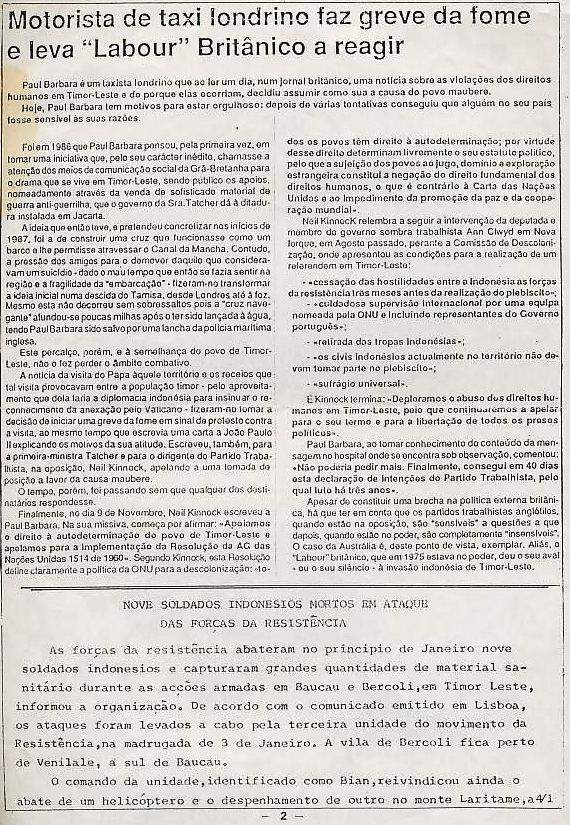 Motorista de taxi londrino faz greve da fome
e leva “Labour” Britânico a reagir
Paul Barbara é um taxista londrino que ao ler um dia, num jornal britânico, uma notícia sobre as violações dos direitos
humanos em Timor-Leste e do porque elas ocorriam, decidiu assumir como sua a causa do povo maubere.
Hoje, Paul Barbara tem motivos para estar orgulhoso: depois de várias tentativas conseguiu que alguém no seu país
fosse sensível às suas razões.
Foi em 1986 que Paul Barbara pensou, pela primeira vez, em
tomar uma iniciativa que, pelo seu carácter inédito, chamasse a
atenção dos meios de comunicação social da Grã-Bretanha para
o drama que se vive em Timor-Leste, sendo público os apoios,
nomeadamente através da venda de sofisticado material de
guerra anti-guerrilha, que o governo da Sra.Tatcher dá à ditadu-
ra instalada em Jacarta.
A ideia que então teve, e pretendeu concretizar nos inícios de
1987, foi a de construir uma cruz que funcionasse como um
barco e lhe permitisse atravessar o Canal da Mancha. Contudo,
a pressão dos amigos para o demover daquilo que considera-
vam um suicídio - dado o mau tempo que então se fazia sentir na
região e a fragilidade da “embarcação” - fizeram-no transformar
a ideia inicial numa descida do Tamisa, desde Londres até à foz.
Mesmo esta não decorreu sem sobressaltos pois a “cruz nave-
gante” afundou-se poucas milhas após o ter sido lançada à água,
tendo Paul Barbara sido salvo por uma lancha da polícia marítima
inglesa.
Este percalço, porém, e à semelhança do povo de Timor-
Leste, não o fez perder o âmbito combativo.
A notícia da visita do Papa àquele território e os receios que
tal visita provocavam entre a população timor - pelo aproveita-
mento que dela faria a diplomacia indonésia para insinuar o re-
conhecimento da anexação pelo Vaticano - fizeram-no tomar a
decisão de iniciar uma greve da fome em sinal de protesto contra
a visita, ao mesmo tempo que escrevia uma carta a João Paulo
II explicando os motivos da sua atitude. Escreveu, também, para
a primeira-ministra Talcher e para o dirigente do Partido Traba-
lhista, na oposição, Neil Kinnock, apelando a uma tomada de
posição a favor da causa maubere.
O tempo, porém, foi passando sem que qualquer dos desti-
natários respondesse.
Finalmente, no dia 9 de Novembro, Neil Kinnock escreveu a
Paul Barbara. Na sua missiva, começa por afirmar: «Apoiamos
o direito à autodeterminação do povo de Timor-Leste e
apelamos para a implementação da Resolução da AG das
Nações Unidas 1514 de 1960». Segundo Kinnock, esta Resolução
define claramente a política da ONU para a descolonização: «to-
dos os povos têm direito à autodeterminação; por virtude
desse direito determinam livremente o seu estatuto político,
pelo que a sujeição dos povos ao jugo, domínio e exploração
estrangeira constitui a negação do direito fundamental dos
direitos humanos, o que é contrário à Carta das Nações
Unidas e ao impedimento da promoção da paz e da coope-
ração mundial».
Neil Kinnock relembra a seguir a intervenção da deputada e
membro do governo sombra trabalhista Ann Clwyd em Nova
Iorque, em Agosto passado, perante a Comissão de Descoloni-
zação, onde apresentou as condições para a realização de um
referendem em Timor-Leste:
- «cessação das hostilidades entre a Indonésia as forças
da resistência três meses antes da realização do plebiscito»;
- «cuidadosa supervisão internacional por uma equipa
nomeada pela ONU e incluindo representantes do Governo
português»;
- «retirada das tropas indonésias»;
- «os civis indonésios actualmente no território não de-
vem tomar parte no plebiscito»;
- «sufrágio universal».
E Kinnock termina: «Deploramos o abuso dos direitos hu-
manos em Timor-Leste, pelo que continuaremos a apelar
para o seu termo e para a libertação de todos os presos
políticos».
Paul Barbara, ao tomar conhecimento do conteúdo da men-
sagem no hospital onde se encontra sob observação, comentou:
«Não poderia pedir mais. Finalmente, consegui em 40 dias
esta declaração de intenções do Partido Trabalhista, pelo
qual luto há três anos».
Apesar de constituir uma brecha na política externa britâni-
ca, há que ter em conta que os partidos trabalhistas anglófilos,
quando estão na oposição, são “sensíveis” a questões a que
depois, quando estão no poder, são completamente “insensívois”.
O caso da Austrália é, deste ponto de vista, exemplar. Aliás, o
“Labour” britânico, que em 1975 estava no poder, deu o seu aval
- ou o seu silêncio - à invasão indonésia de Timor-Leste.
NOVE SOLDADOS INDONESIOS MORTOS EM ATAQUE
DAS FORÇAS DA RESISTÊNCIA
As forças da resistência abateram no principio de Janeiro nove
soldados indonesios e capturaram grandes quantidades de material sa-
nitário durante as acções armadas em Baucau e Bercoli,em Timor Leste,
informou a organização. De acordo com o comunicado emitido em Lisboa,
os ataques foram levados a cabo pela terceira unidade do movimento da
Resistência,na madrugada de 3 de Janeiro. A vila de Bercoli fica perto
de Venilale, a sul de Baucau.
O comando da unidade,identificado como Bian,reivindicou ainda o
abate de um helicóptero e o despenhamento de outro no monte Laritame,a4/1
— 2 —